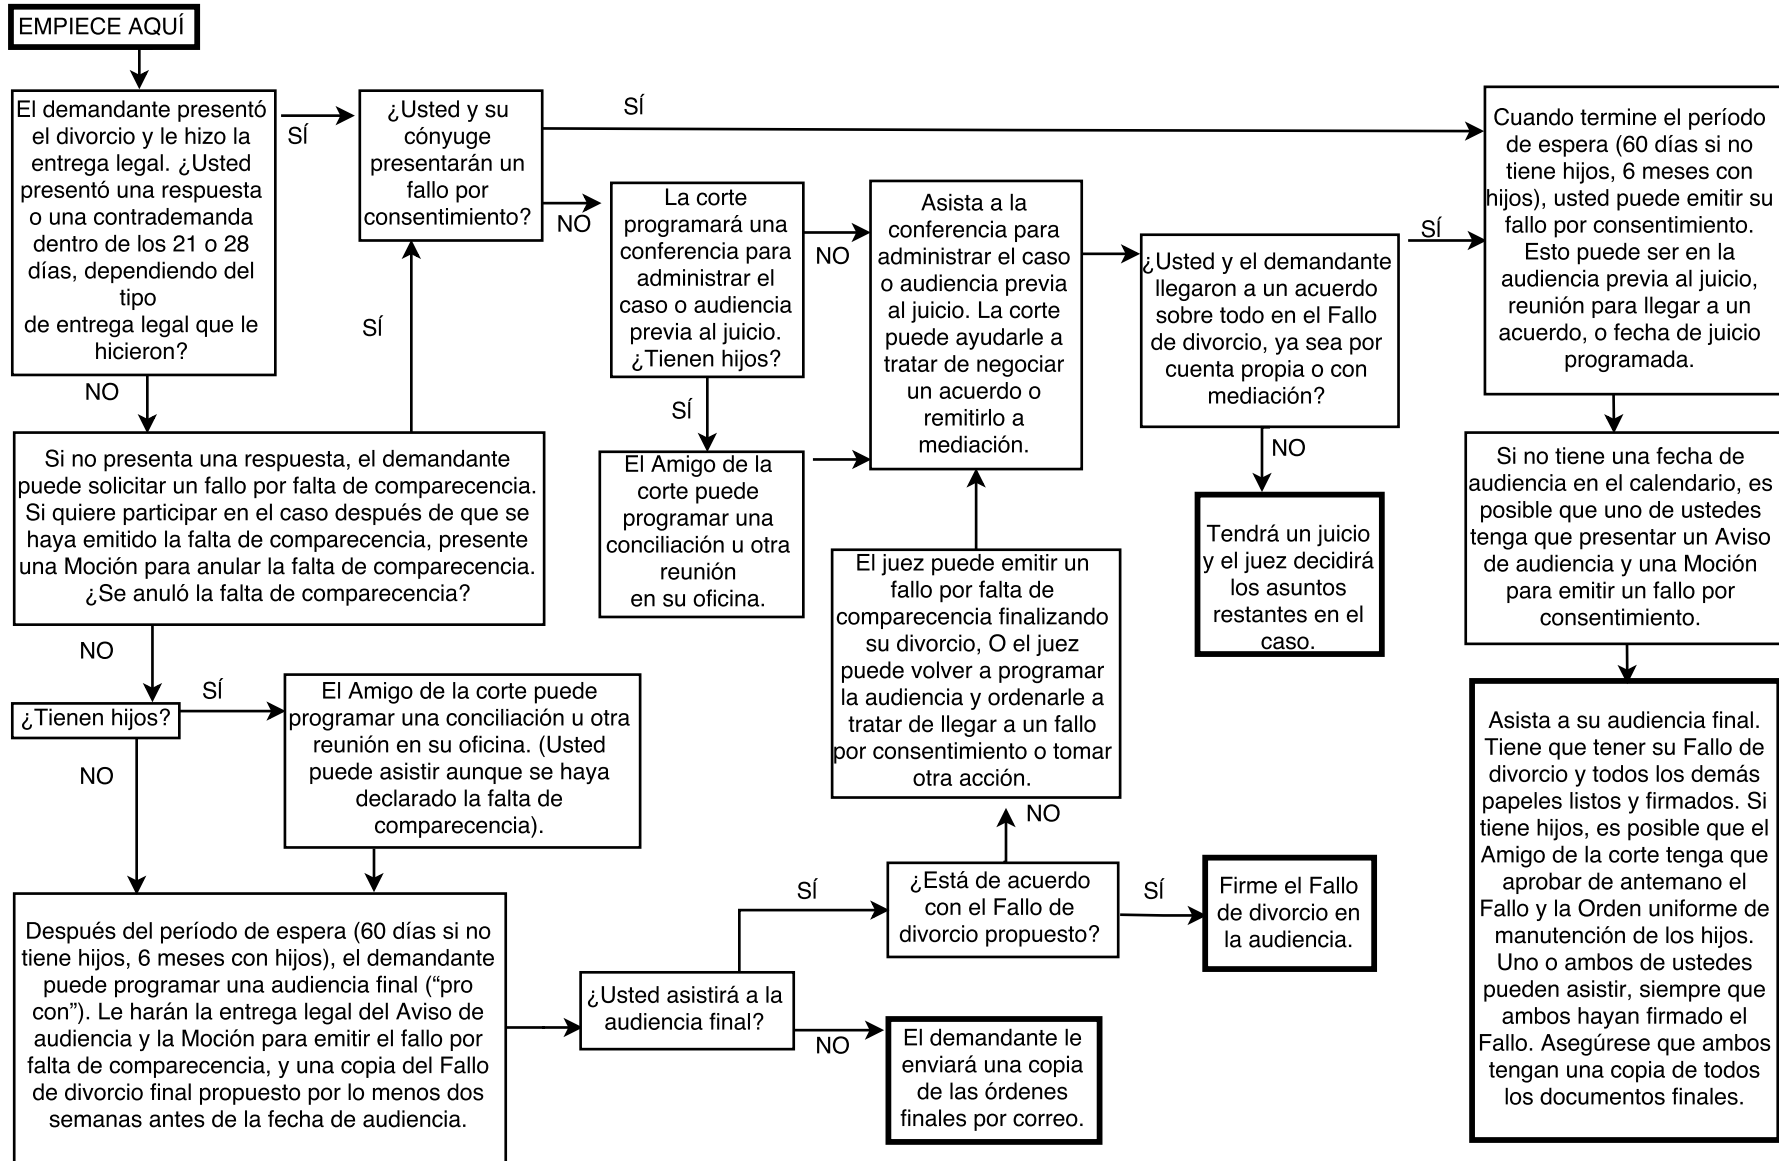 EMPIECE AQUÍ
El demandante presentó
el divorcio y le hizo la
entrega legal. ¿Usted
presentó una respuesta
o una contrademanda
dentro de los 21 o 28
días, dependiendo del
tipo
de entrega legal que le
hicieron?
SÍ
NO
¿Usted y su
cónyuge
presentarán un
fallo por
consentimiento?
SÍ
NO
La corte
programará una
conferencia para
administrar el
caso o audiencia
previa al juicio.
¿Tienen hijos?
NO
SÍ
El Amigo de la
corte puede
programar una
conciliación u otra
reunión
en su oficina.
Asista a la
conferencia para
administrar el caso
o audiencia previa
al juicio. La corte
puede ayudarle a
tratar de negociar
un acuerdo o
remitirlo a
mediación.
¿Usted y el demandante
llegaron a un acuerdo
sobre todo en el Fallo
de divorcio, ya sea por
cuenta propia o con
mediación?
SÍ
NO
Tendrá un juicio
y el juez decidirá
los asuntos
restantes en el
caso.
Cuando termine el período
de espera (60 días si no
tiene hijos, 6 meses con
hijos), usted puede emitir su
fallo por consentimiento.
Esto puede ser en la
audiencia previa al juicio,
reunión para llegar a un
acuerdo, o fecha de juicio
programada.
Si no tiene una fecha de
audiencia en el calendario, es
posible que uno de ustedes
tenga que presentar un Aviso
de audiencia y una Moción
para emitir un fallo por
consentimiento.
Asista a su audiencia final.
Tiene que tener su Fallo de
divorcio y todos los demás
papeles listos y firmados. Si
tiene hijos, es posible que el
Amigo de la corte tenga que
aprobar de antemano el
Fallo y la Orden uniforme de
manutención de los hijos.
Uno o ambos de ustedes
pueden asistir, siempre que
ambos hayan firmado el
Fallo. Asegúrese que ambos
tengan una copia de todos
los documentos finales.
Si no presenta una respuesta, el demandante
puede solicitar un fallo por falta de comparecencia.
Si quiere participar en el caso después de que se
haya emitido la falta de comparecencia, presente
una Moción para anular la falta de comparecencia.
¿Se anuló la falta de comparecencia?
SÍ
NO
¿Tienen hijos?
SÍ
NO
El Amigo de la corte puede
programar una conciliación u otra
reunión en su oficina. (Usted
puede asistir aunque se haya
declarado la falta de
comparecencia).
Después del período de espera (60 días si no
tiene hijos, 6 meses con hijos), el demandante
puede programar una audiencia final (“pro
con”). Le harán la entrega legal del Aviso de
audiencia y la Moción para emitir el fallo por
falta de comparecencia, y una copia del Fallo
de divorcio final propuesto por lo menos dos
semanas antes de la fecha de audiencia.
¿Usted asistirá a la
audiencia final?
SÍ
NO
El demandante le
enviará una copia
de las órdenes
finales por correo.
¿Está de acuerdo
con el Fallo de
divorcio propuesto?
SÍ
NO
Firme el Fallo
de divorcio en
la audiencia.
El juez puede emitir un
fallo por falta de
comparecencia finalizando
su divorcio, O el juez
puede volver a programar
la audiencia y ordenarle a
tratar de llegar a un fallo
por consentimiento o tomar
otra acción.